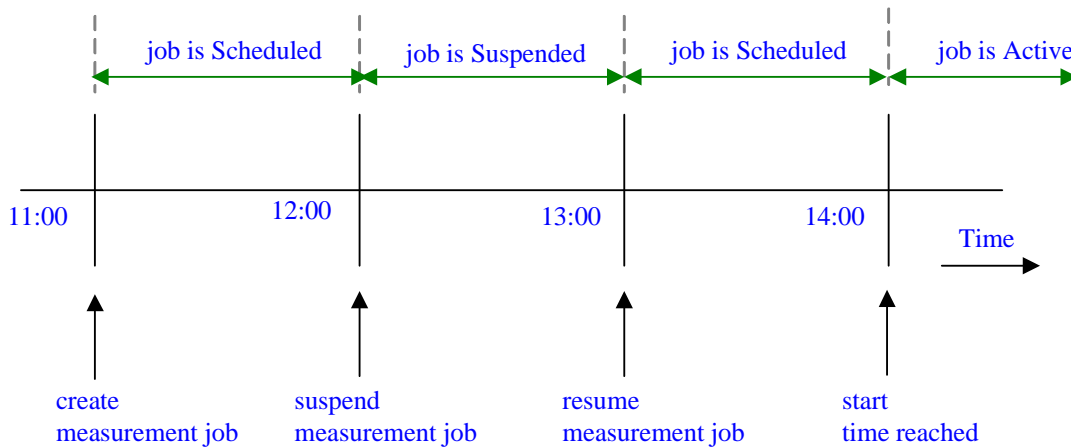 job is Scheduled
job is Suspended
job is Scheduled
job is Active
11:00
12:00
13:00
14:00
Time
create
measurement job
suspend
measurement job
resume
measurement job
start
time reached